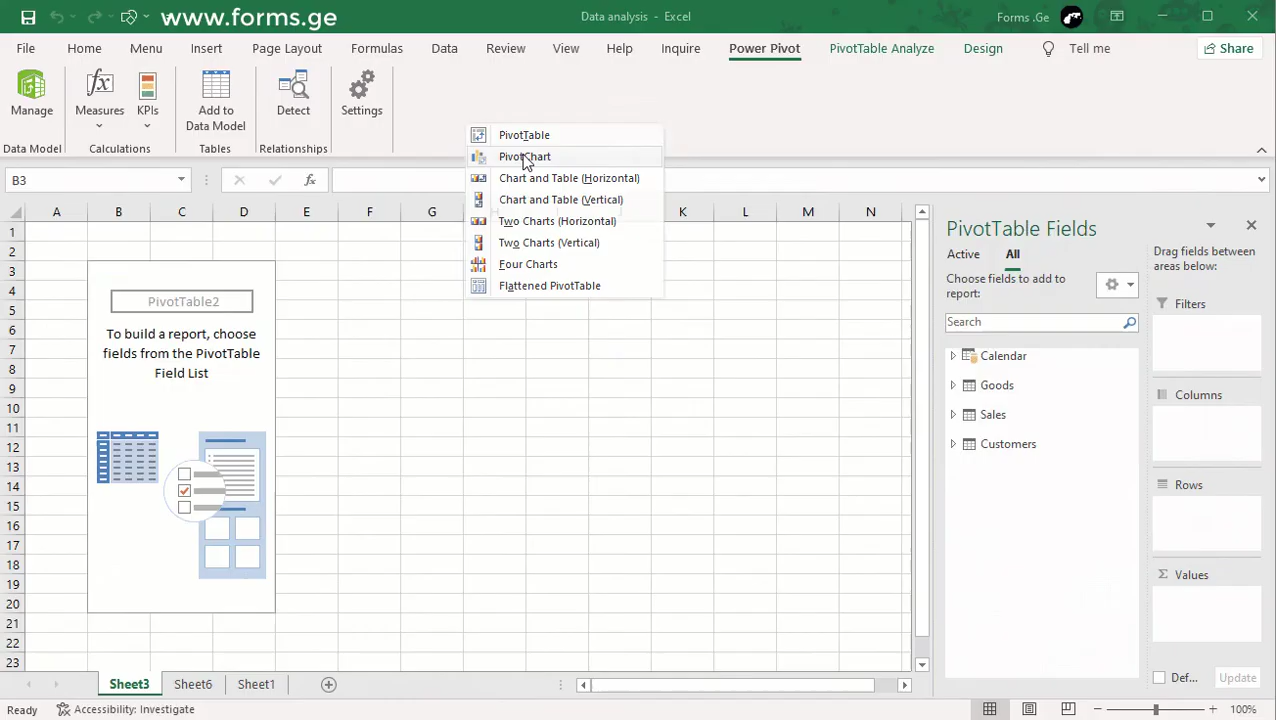 www.forms.ge
Data analysis - Excel
Forms .Ge
File Home Menu Insert Page Layout Formulas Data Review View Help Inquire Power Pivot PivotTable Analyze Design Tell me Share
Manage
Measures
KPIs
Add to
Data Model
Detect
Settings
Data Model
Calculations
Tables
Relationships
PivotTable
PivotChart
Chart and Table (Horizontal)
Chart and Table (Vertical)
Two Charts (Horizontal)
Two Charts (Vertical)
Four Charts
Flattened PivotTable
B3
fx
A B C D E F G K L M N
1
2
3
4
5
6
7
8
9
10
11
12
13
14
15
16
17
18
19
20
21
22
23
PivotTable2
To build a report, choose
fields from the PivotTable
Field List
PivotTable Fields
Active All
Choose fields to add to
report:
Search
Calendar
Goods
Sales
Customers
Drag fields between
areas below:
Filters
Columns
Rows
Σ Values
Def...
Update
Sheet3 Sheet6 Sheet1
Ready
Accessibility: Investigate
100%